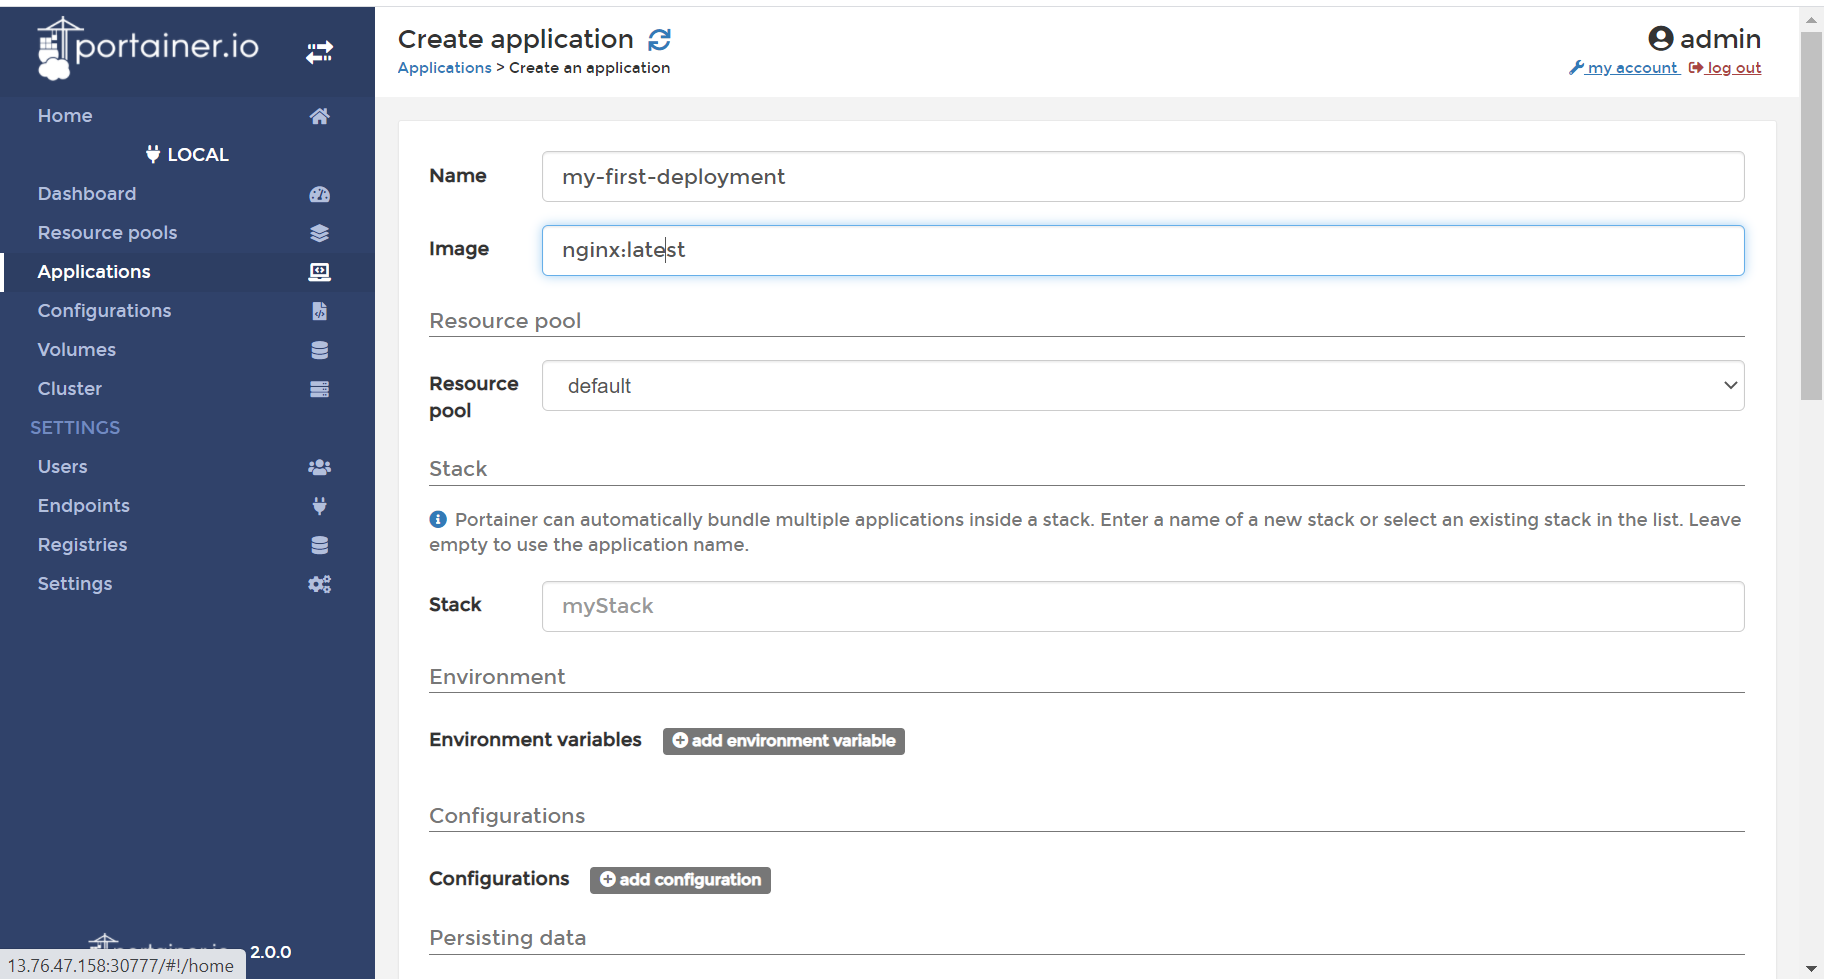 portainer.io
Home
LOCAL
Dashboard
Resource pools
Applications
Configurations
Volumes
Cluster
SETTINGS
Users
Endpoints
Registries
Settings
2.0.0
13.76.47.158:30777/#!/home
Create application
Applications > Create an application
admin
my account log out
Name my-first-deployment
Image nginx:latest
Resource pool
Resource pool default
Stack
Portainer can automatically bundle multiple applications inside a stack. Enter a name of a new stack or select an existing stack in the list. Leave
empty to use the application name.
Stack myStack
Environment
Environment variables add environment variable
Configurations
Configurations add configuration
Persisting data